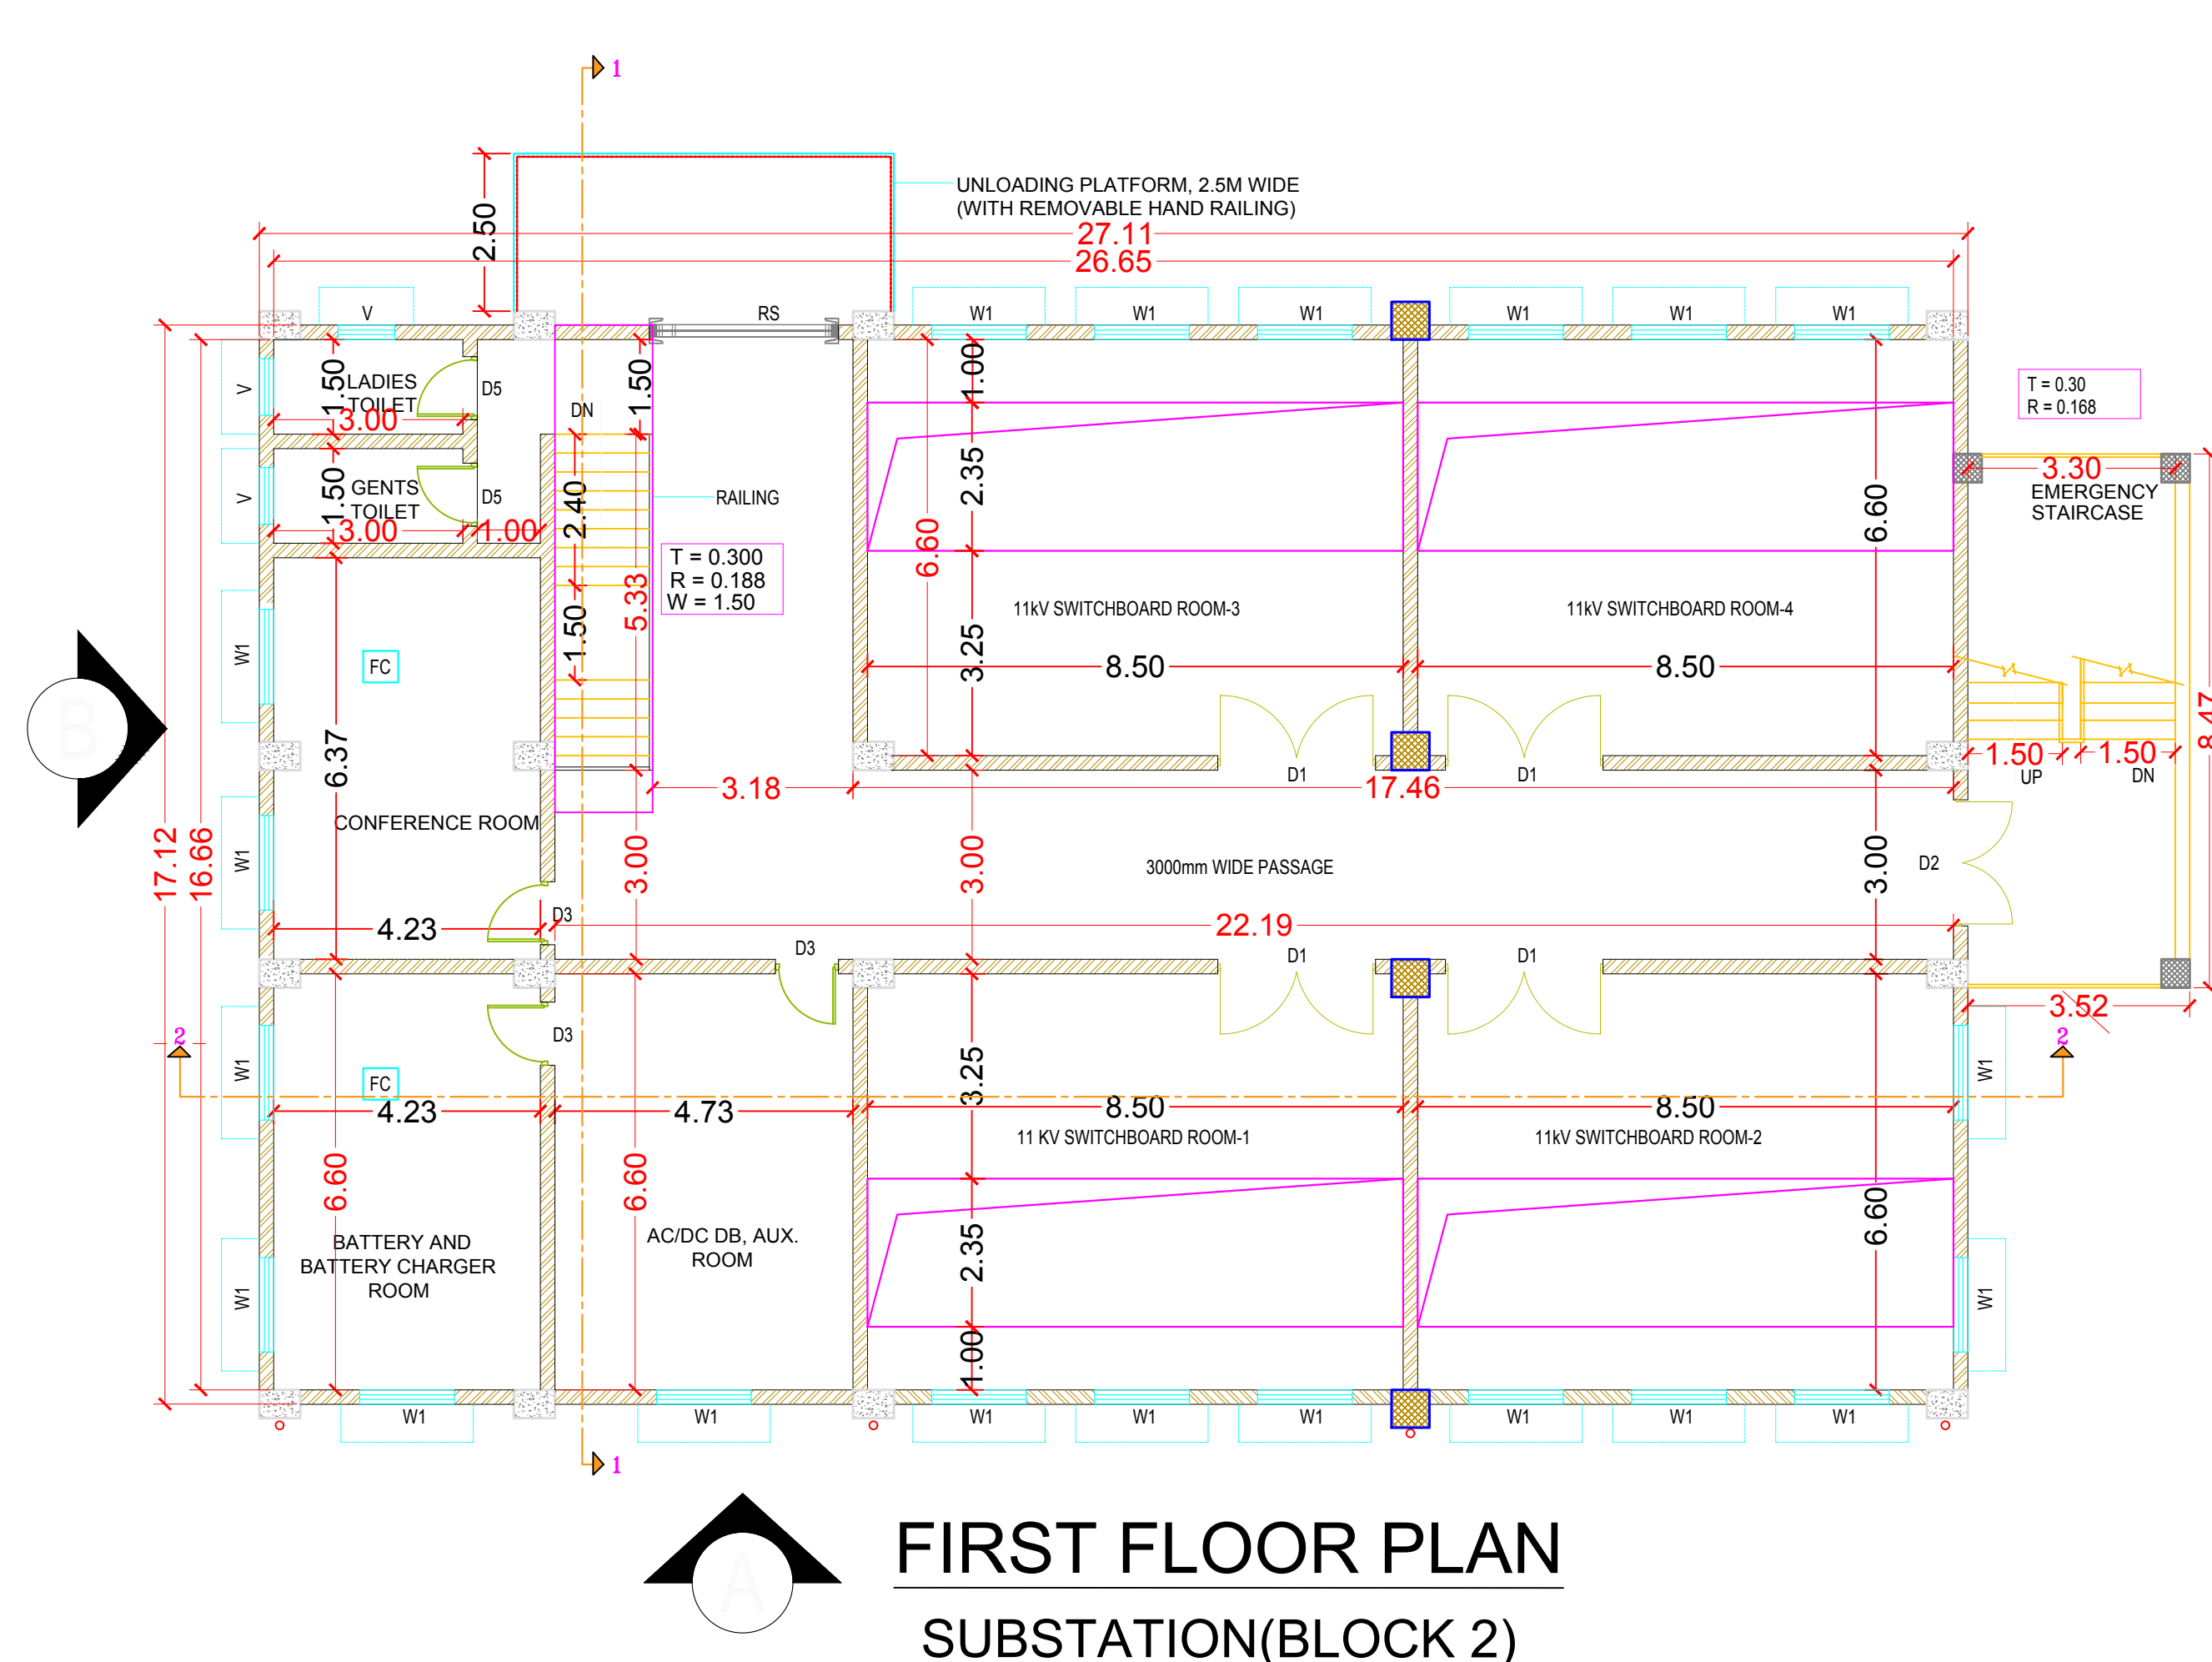 1
UNLOADING PLATFORM, 2.5M WIDE
(WITH REMOVABLE HAND RAILING)
2.50
27.11
26.65
V
RS
W1
W1
W1
W1
W1
W1
V
1.50
LADIES
TOILET
3.00
D5
DN
1.50
1.00
T = 0.30
R = 0.168
V
1.50
GENTS
TOILET
3.00
D5
1.00
2.40
RAILING
6.60
2.35
6.60
3.30
EMERGENCY
STAIRCASE
T = 0.300
R = 0.188
W = 1.50
5.33
1.50
11kV SWITCHBOARD ROOM-3
11kV SWITCHBOARD ROOM-4
W1
FC
3.25
8.50
8.50
8.47
B
6.37
3.18
D1
D1
17.46
1.50
1.50
UP
DN
CONFERENCE ROOM
17.12
16.66
W1
3.00
3.00
3000mm WIDE PASSAGE
3.00
D2
4.23
D3
22.19
D3
D1
D1
3.52
2
2
W1
D3
FC
3.25
W1
4.23
4.73
8.50
8.50
11 KV SWITCHBOARD ROOM-1
11kV SWITCHBOARD ROOM-2
6.60
6.60
6.60
BATTERY AND
BATTERY CHARGER
ROOM
AC/DC DB, AUX.
ROOM
2.35
W1
W1
1.00
W1
W1
W1
W1
W1
W1
W1
W1
1
A
FIRST FLOOR PLAN
SUBSTATION(BLOCK 2)